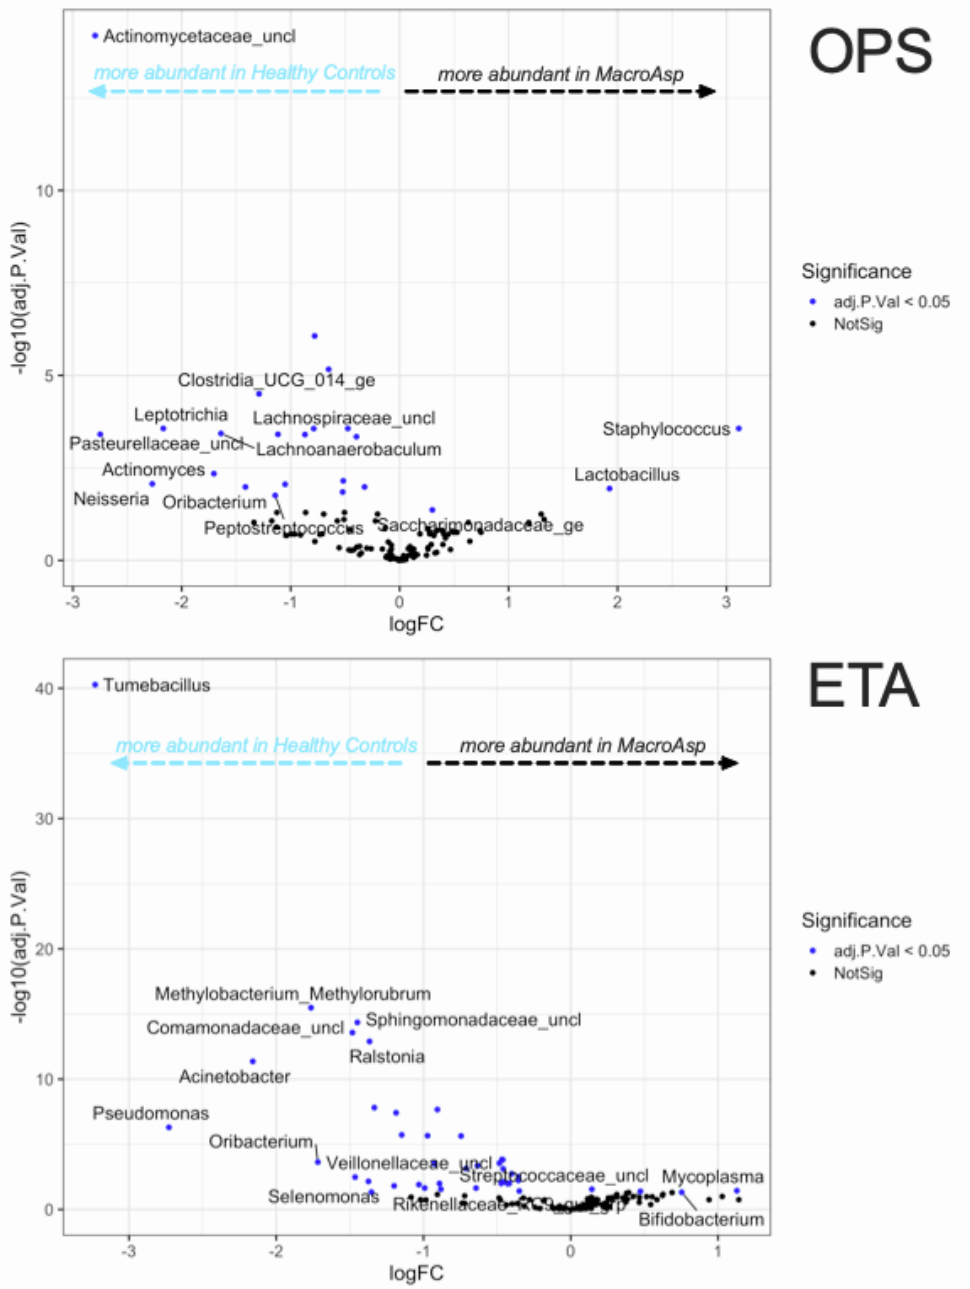 OPS
Actinomycetaceae_uncl
more abundant in Healthy Controls
more abundant in MacroAsp
-log10(adj.P.Val)
10
5
0
Clostridia_UCG_014_ge
Leptotrichia
Lachnospiraceae_uncl
Staphylococcus
Pasteurellaceae_uncl
Lachnoanaerobaculum
Actinomyces
Lactobacillus
Neisseria
Oribacterium
Peptostreptococcus
Saccharimonadaceae_ge
-3 -2 -1 0 1 2 3
logFC
Significance
adj.P.Val < 0.05
NotSig
ETA
Tumebacillus
more abundant in Healthy Controls
more abundant in MacroAsp
-log10(adj.P.Val)
40
30
20
10
0
Methylobacterium_Methylorubrum
Sphingomonadaceae_uncl
Comamonadaceae_uncl
Ralstonia
Acinetobacter
Pseudomonas
Oribacterium
Veillonellaceae_uncl
Streptococcaceae_uncl
Mycoplasma
Selenomonas
Bifidobacterium
-3 -2 -1 0 1
logFC
Significance
adj.P.Val < 0.05
NotSig